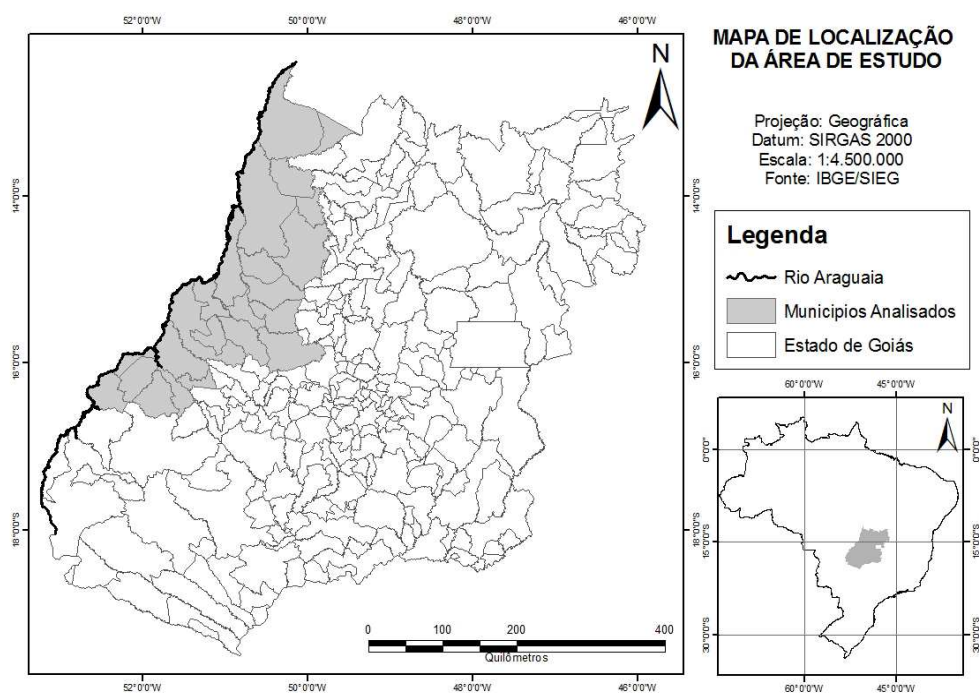 52°0'0"W 50°0'0"W 48°0'0"W 46°0'0"W
N
14°0'0"S 14°0'0"S
16°0'0"S 16°0'0"S
18°0'0"S 18°0'0"S
0 100 200 400
Quilômetros
52°0'0"W 50°0'0"W 48°0'0"W 46°0'0"W
MAPA DE LOCALIZAÇÃO
DA ÁREA DE ESTUDO
Projeção: Geográfica
Datum: SIRGAS 2000
Escala: 1:4.500.000
Fonte: IBGE/SIEG
Legenda
Rio Araguaia
Municipios Analisados
Estado de Goiás
60°0'0"W 45°0'0"W
N
0°0'0" 0°0'0"
15°0'0"S 15°0'0"S
30°0'0"S 30°0'0"S
60°0'0"W 45°0'0"W